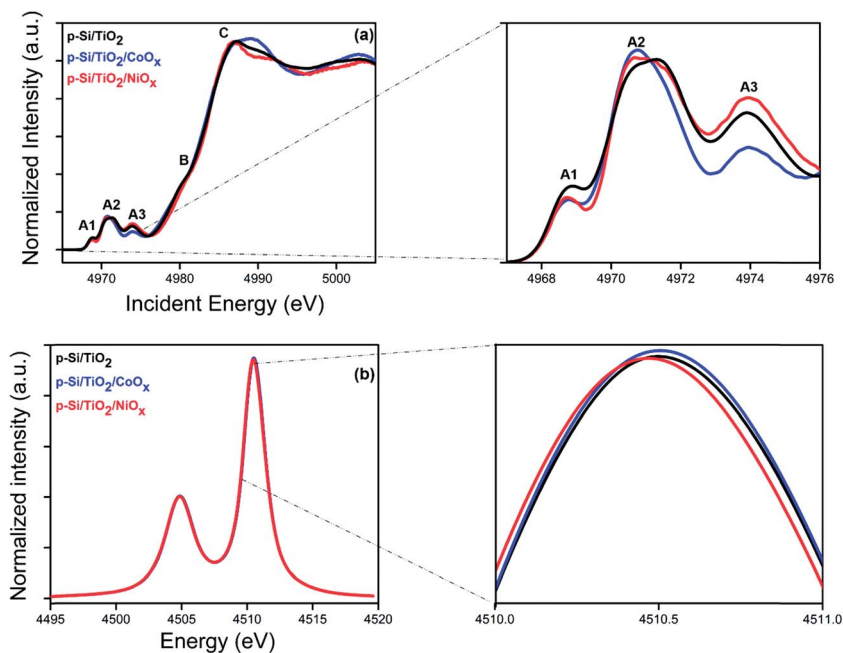 p-Si/TiO2
p-Si/TiO2/CoOx
p-Si/TiO2/NiOx
(a)
C
B
A1
A2
A3
Normalized Intensity (a.u.)
4970
4980
4990
5000
Incident Energy (eV)
A1
A2
A3
4968
4970
4972
4974
4976
p-Si/TiO2
p-Si/TiO2/CoOx
p-Si/TiO2/NiOx
(b)
Normalized intensity (a.u.)
4495
4500
4505
4510
4515
4520
Energy (eV)
4510.0
4510.5
4511.0